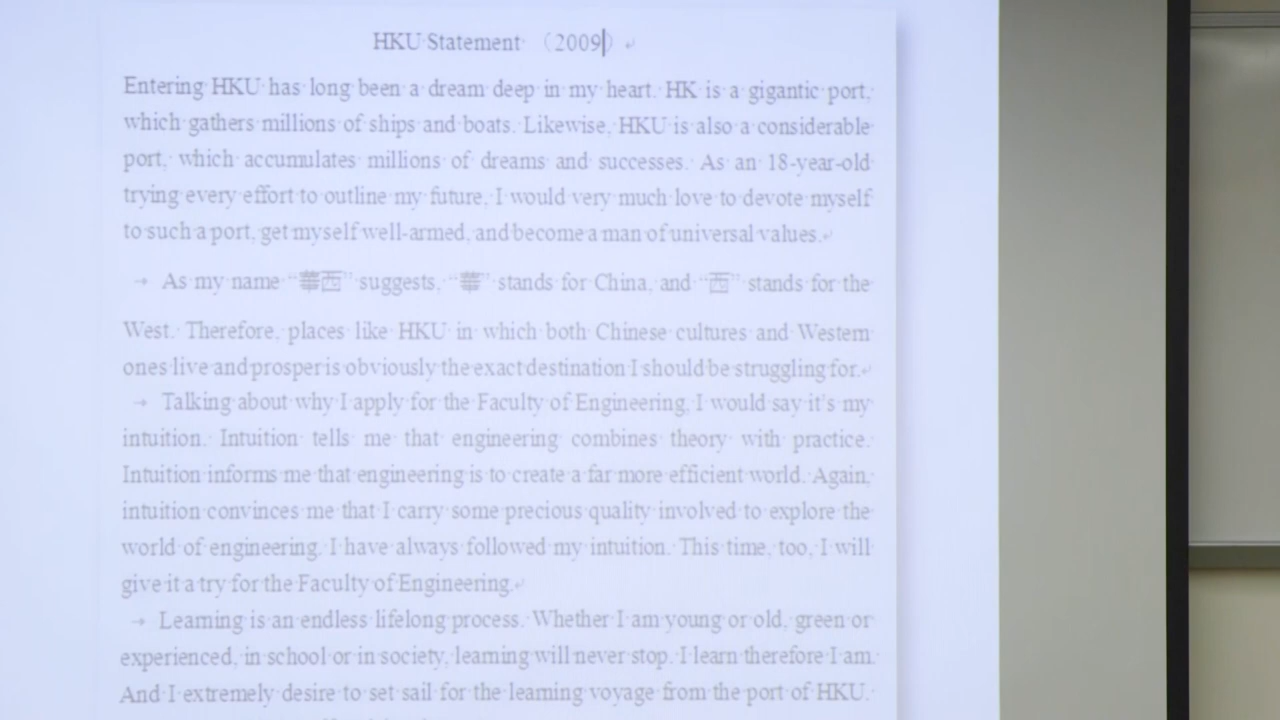 HKU Statement （2009）
Entering HKU has long been a dream deep in my heart. HK is a gigantic port,
which gathers millions of ships and boats. Likewise, HKU is also a considerable
port, which accumulates millions of dreams and successes. As an 18-year-old
trying every effort to outline my future, I would very much love to devote myself
to such a port, get myself well-armed, and become a man of universal values.
As my name “華西” suggests, “華” stands for China, and “西” stands for the
West. Therefore, places like HKU in which both Chinese cultures and Western
ones live and prosper is obviously the exact destination I should be struggling for.
Talking about why I apply for the Faculty of Engineering, I would say it's my
intuition. Intuition tells me that engineering combines theory with practice.
Intuition informs me that engineering is to create a far more efficient world. Again,
intuition convinces me that I carry some precious quality involved to explore the
world of engineering. I have always followed my intuition. This time, too, I will
give it a try for the Faculty of Engineering.
Learning is an endless lifelong process. Whether I am young or old, green or
experienced, in school or in society, learning will never stop. I learn therefore I am.
And I extremely desire to set sail for the learning voyage from the port of HKU.